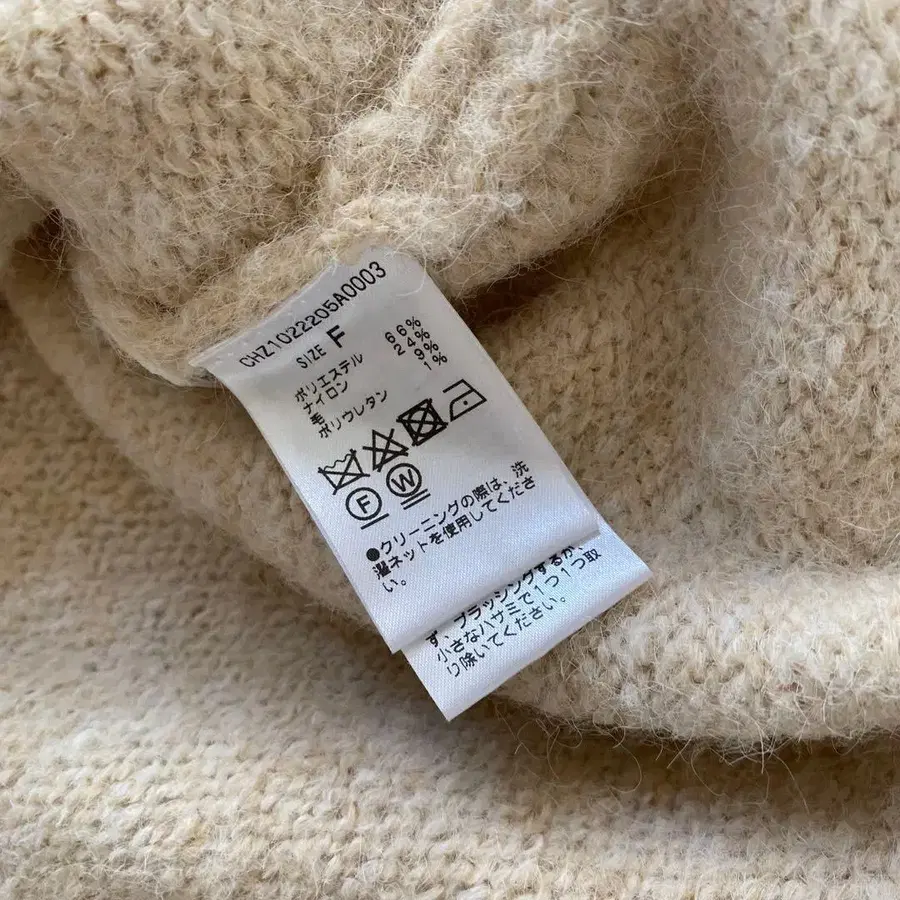 CHZ1022205A0003
SIZE F
ポリエステル 66%
ナイロン 24%
毛 9%
ポリウレタン 1%
F W
●クリーニングの際は、洗
濯ネットを使用してくださ
い。
ず、ブラッシングするか、
小さなハサミで1つ1つ取
り除いてください。